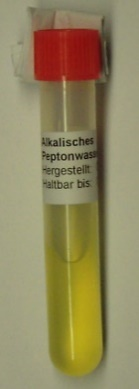 Alkalisches
Peptonwass
Hergestellt:
Haltbar bis: